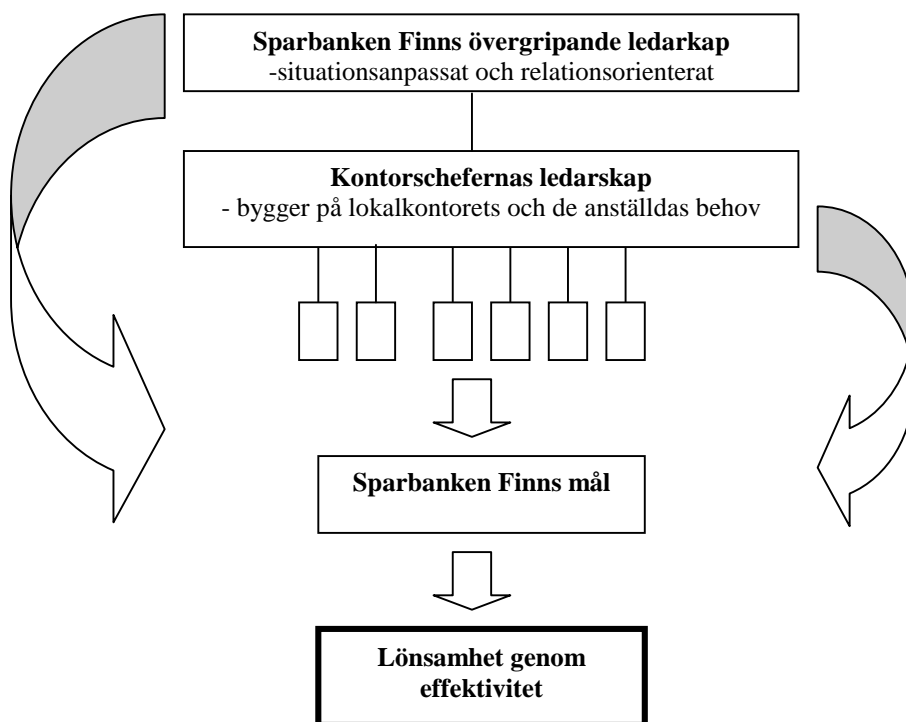 Sparbanken Finns övergripande ledarkap
-situationsanpassat och relationsorienterat
Kontorschefernas ledarskap
- bygger på lokalkontorets och de anställdas behov
Sparbanken Finns mål
Lönsamhet genom
effektivitet